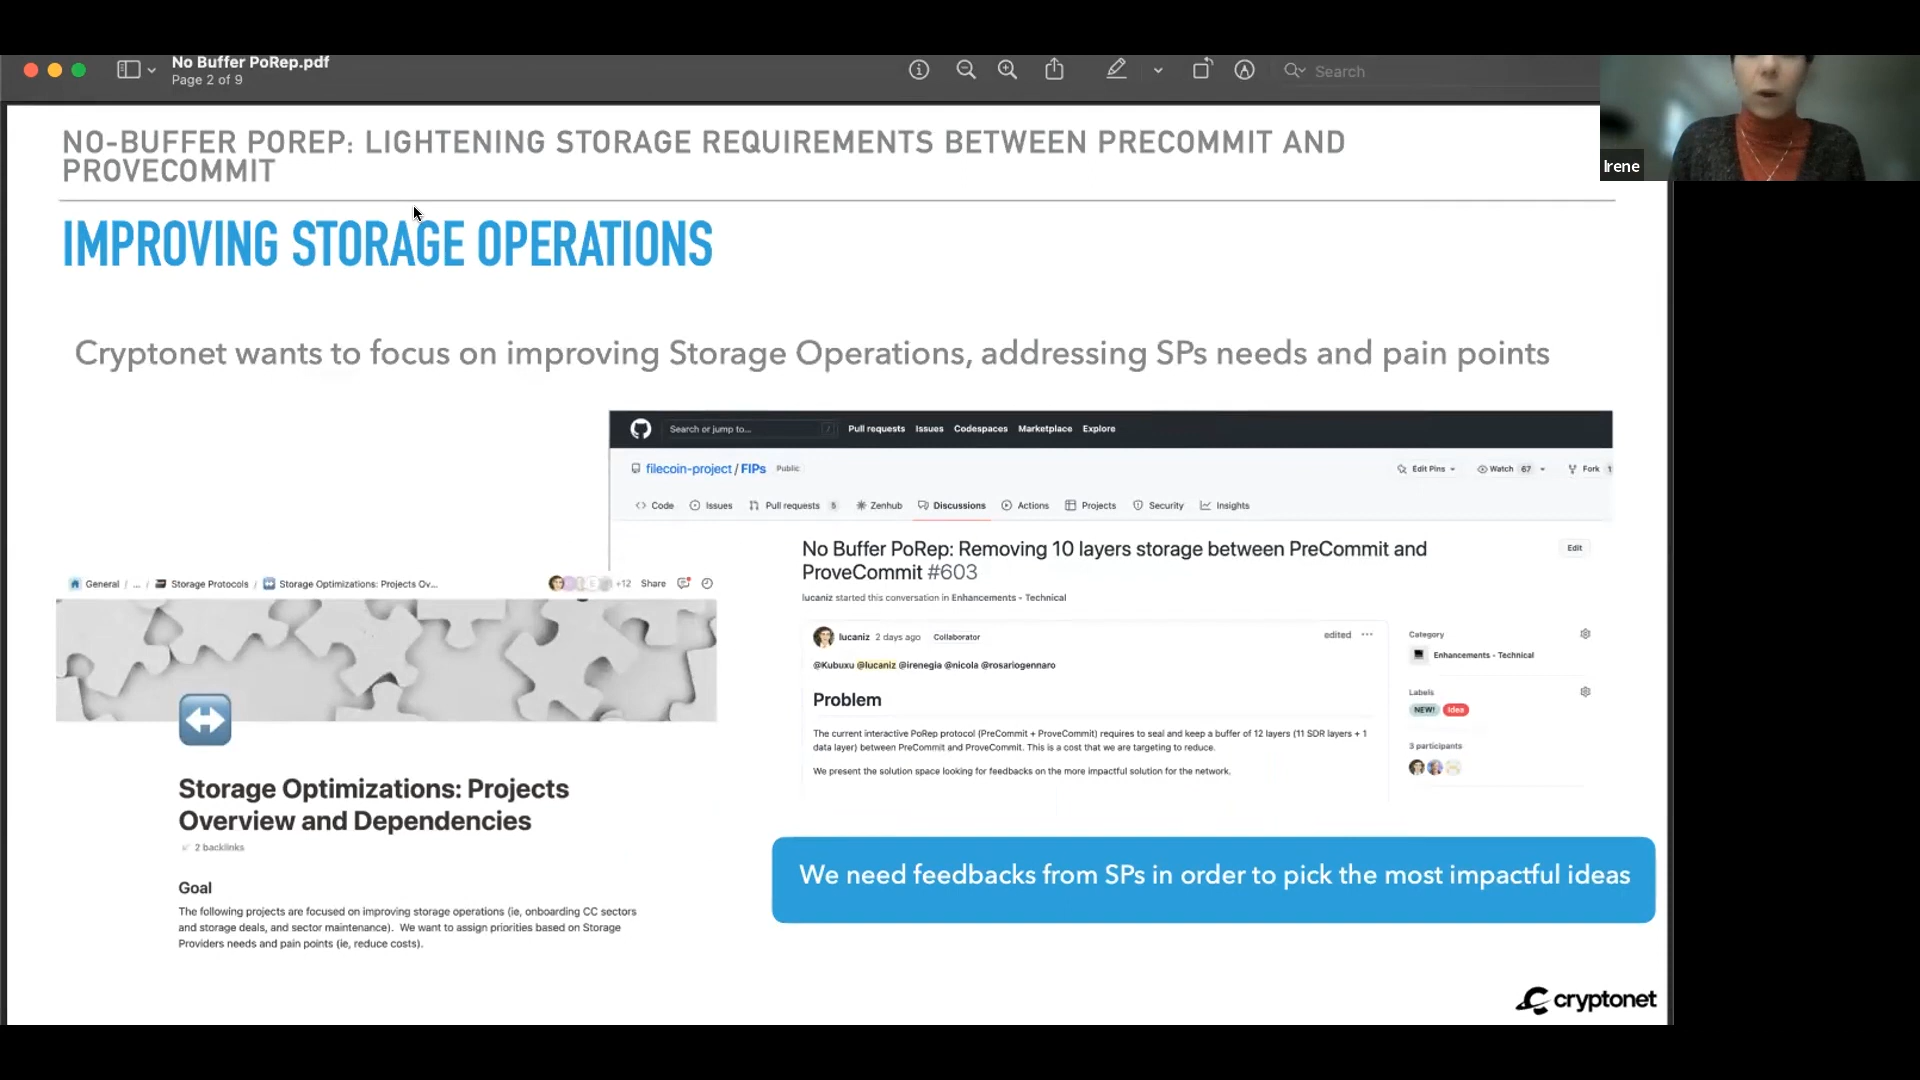 No Buffer PoRep.pdf
Page 2 of 9
Search
Irene
NO-BUFFER POREP: LIGHTENING STORAGE REQUIREMENTS BETWEEN PRECOMMIT AND
PROVECOMMIT
IMPROVING STORAGE OPERATIONS
Cryptonet wants to focus on improving Storage Operations, addressing SPs needs and pain points
Search or jump to... /
Pull requests Issues Codespaces Marketplace Explore
filecoin-project / FIPs Public
Edit Pins Watch 67 Fork 1
Code Issues Pull requests 5 Zenhub Discussions Actions Projects Security Insights
No Buffer PoRep: Removing 10 layers storage between PreCommit and
ProveCommit #603
Edit
lucaniz started this conversation in Enhancements - Technical
lucaniz 2 days ago Collaborator
edited ...
@Kubuxu @lucaniz @irenegia @nicola @rosariogennaro
Problem
The current interactive PoRep protocol (PreCommit + ProveCommit) requires to seal and keep a buffer of 12 layers (11 SDR layers + 1
data layer) between PreCommit and ProveCommit. This is a cost that we are targeting to reduce.
We present the solution space looking for feedbacks on the more impactful solution for the network.
Category
Enhancements - Technical
Labels
NEW! Idea
3 participants
General / ... / Storage Protocols / Storage Optimizations: Projects Ov...
+12 Share
Storage Optimizations: Projects
Overview and Dependencies
2 backlinks
Goal
The following projects are focused on improving storage operations (ie, onboarding CC sectors
and storage deals, and sector maintenance). We want to assign priorities based on Storage
Providers needs and pain points (ie, reduce costs).
We need feedbacks from SPs in order to pick the most impactful ideas
cryptonet